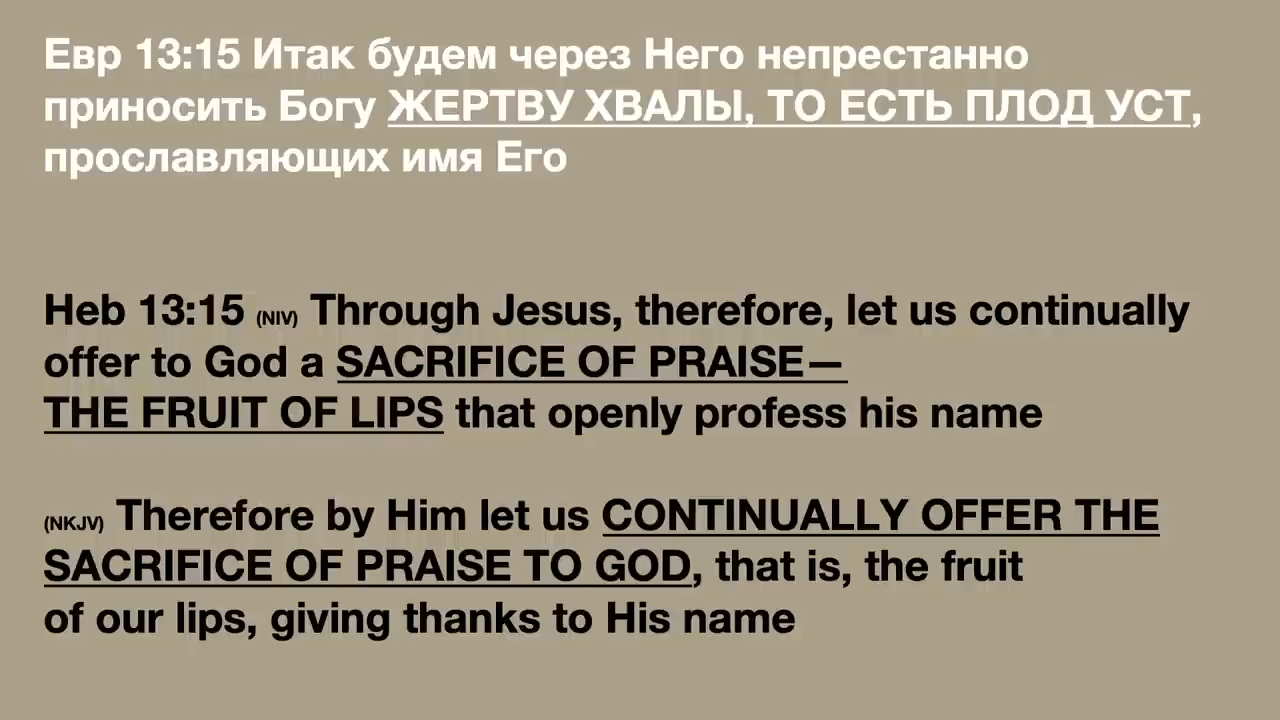 Евр 13:15 Итак будем через Него непрестанно
приносить Богу ЖЕРТВУ ХВАЛЫ, ТО ЕСТЬ ПЛОД УСТ,
прославляющих имя Его
Heb 13:15 (NIV) Through Jesus, therefore, let us continually
offer to God a SACRIFICE OF PRAISE—
THE FRUIT OF LIPS that openly profess his name
(NKJV) Therefore by Him let us CONTINUALLY OFFER THE
SACRIFICE OF PRAISE TO GOD, that is, the fruit
of our lips, giving thanks to His name